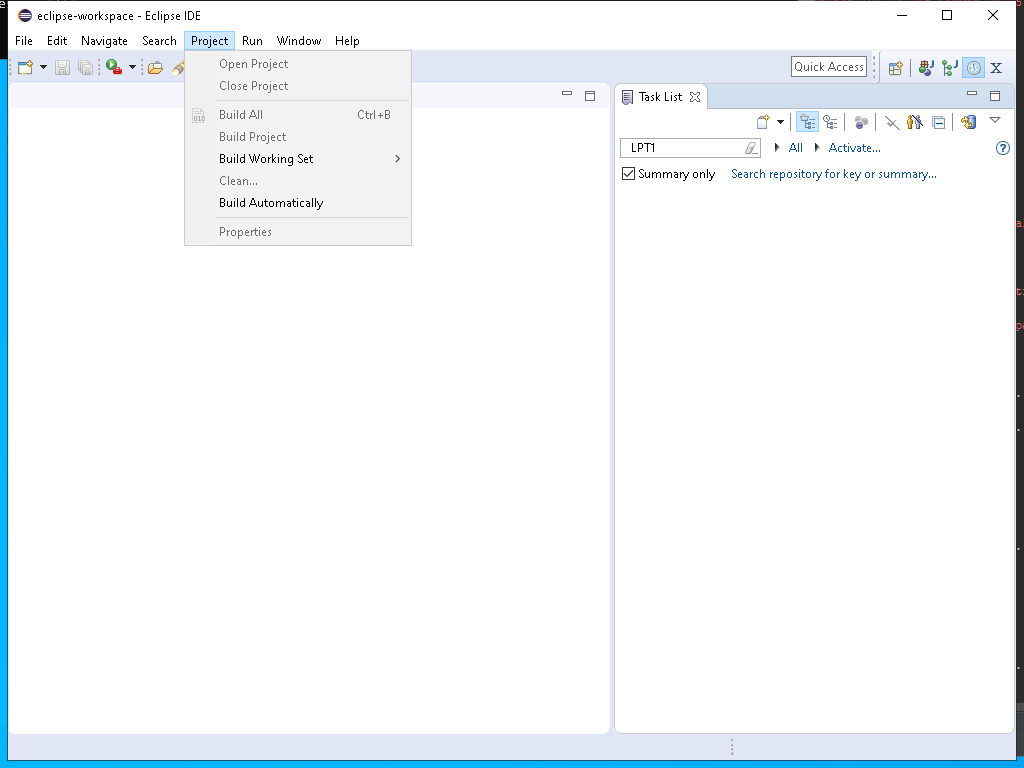 eclipse-workspace - Eclipse IDE
File Edit Navigate Search Project Run Window Help
Open Project
Close Project
Build All Ctrl+B
Build Project
Build Working Set
Clean...
Build Automatically
Properties
Quick Access
Task List
LPT1 All Activate...
Summary only Search repository for key or summary...